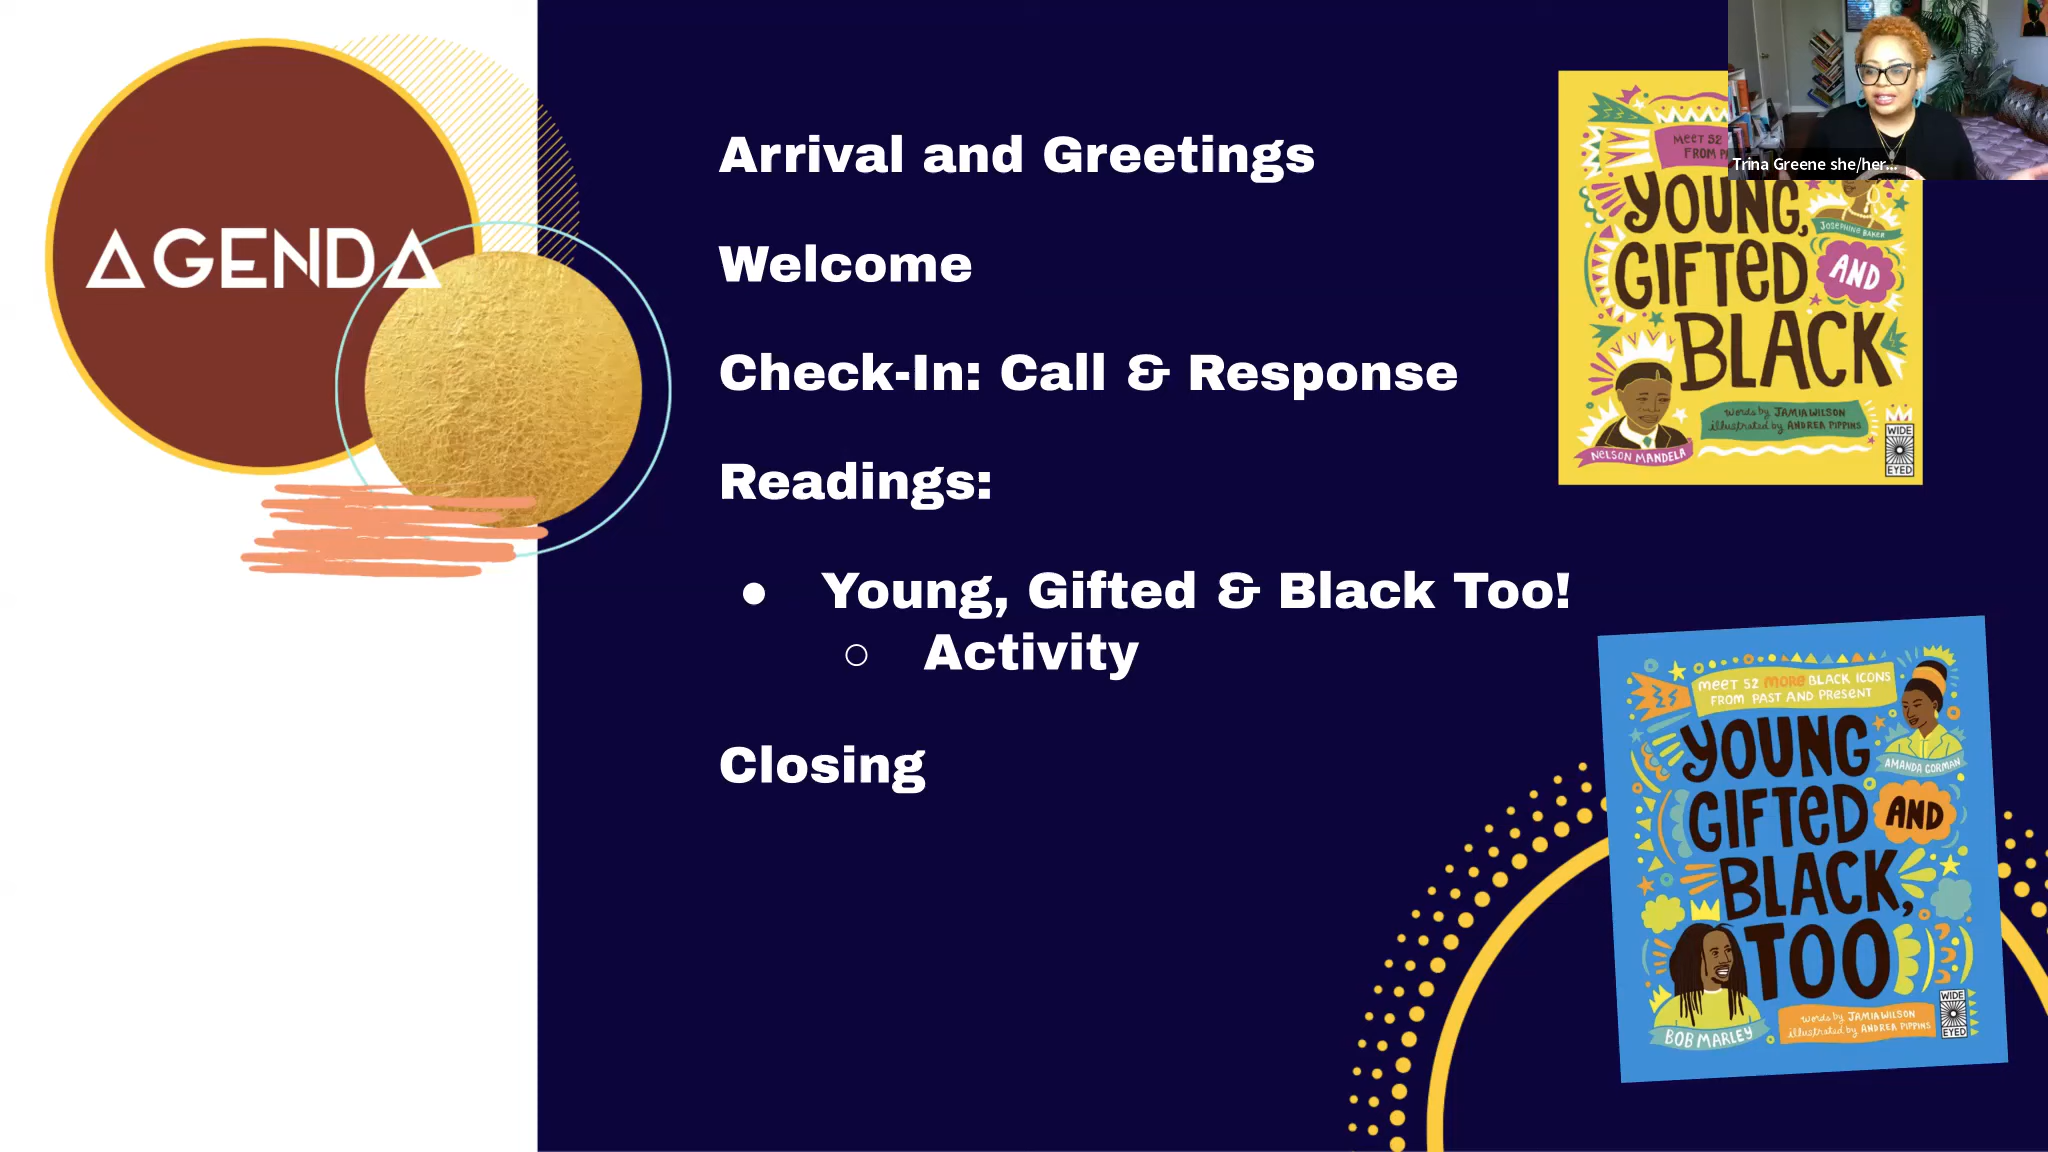 AGENDA
Arrival and Greetings
Welcome
Check-In: Call & Response
Readings:
● Young, Gifted & Black Too!
○ Activity
Closing
MEET 52
FROM
YOUNG,
GIFTED
AND
BLACK
JOSEPHINE BAKER
NELSON MANDELA
words by JAMIA WILSON
illustrated by ANDREA PIPPINS
WIDE
EYED
Trina Greene she/her...
MEET 52 MORE BLACK ICONS
FROM PAST AND PRESENT
YOUNG
GIFTED
AND
BLACK,
TOO
AMANDA GORMAN
BOB MARLEY
words by JAMIA WILSON
illustrated by ANDREA PIPPINS
WIDE
EYED